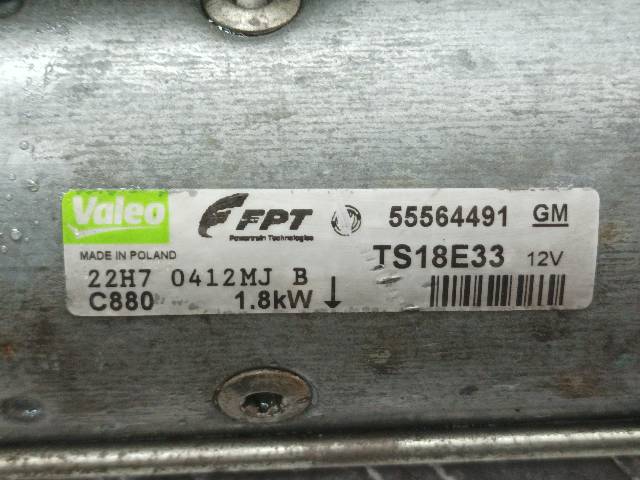 Valeo FPT 55564491 GM
Powertrain Technologies
MADE IN POLAND TS18E33 12V
22H7 0412MJ B
C880 1.8kW ↓